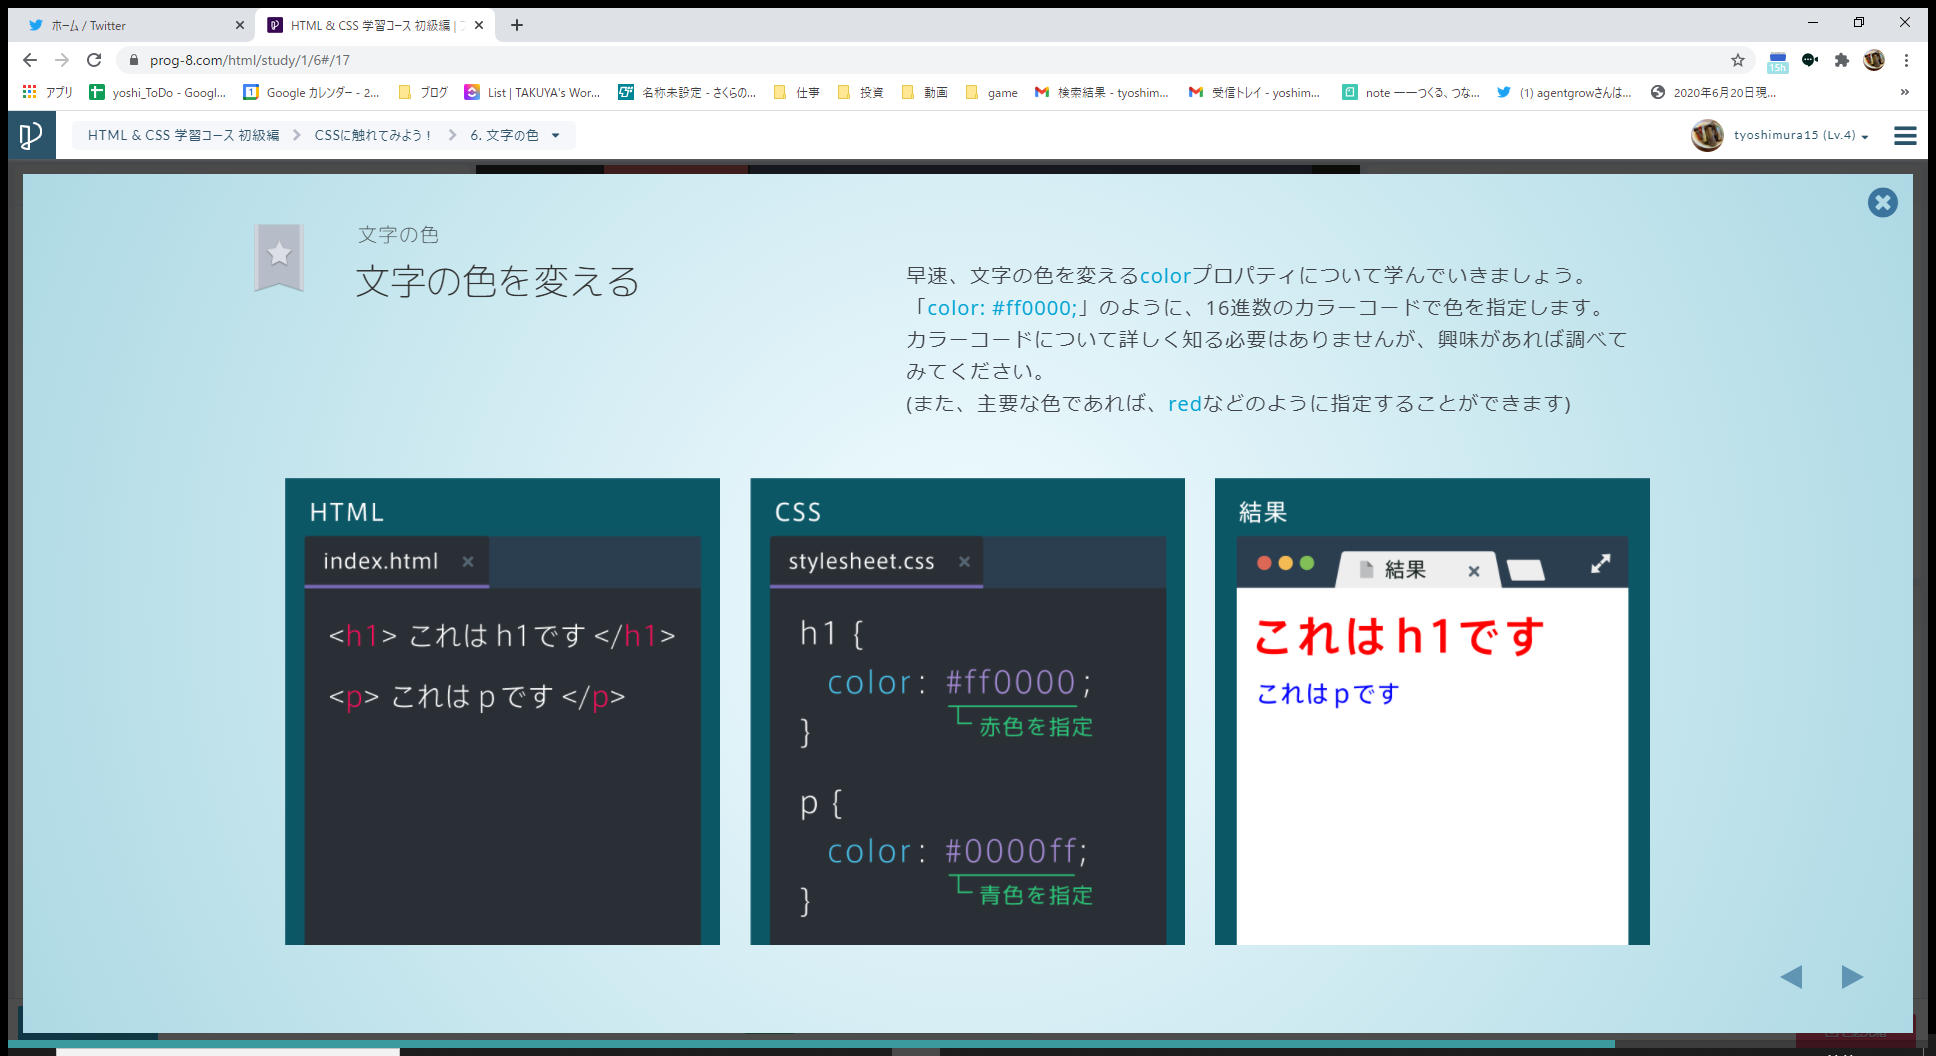 ホーム / Twitter
HTML & CSS 学習コース 初級編 |
prog-8.com/html/study/1/6#/17
15h
アプリ
yoshi_ToDo - Googl...
Google カレンダー - 2...
ブログ
List | TAKUYA's Wor...
名称未設定 - さくらの...
仕事
投資
動画
game
検索結果 - tyoshim...
受信トレイ - yoshim...
note ――つくる、つな...
(1) agentgrowさんは...
2020年6月20日現...
»
HTML & CSS 学習コース 初級編
CSSに触れてみよう！
6. 文字の色
tyoshimura15 (Lv.4)
文字の色
文字の色を変える
早速、文字の色を変えるcolorプロパティについて学んでいきましょう。
「color: #ff0000;」のように、16進数のカラーコードで色を指定します。
カラーコードについて詳しく知る必要はありませんが、興味があれば調べて
みてください。
(また、主要な色であれば、redなどのように指定することができます)
HTML
index.html
<h1> これは h1です </h1>
<p> これは p です </p>
CSS
stylesheet.css
h1 {
color: #ff0000;
赤色を指定
}
p {
color: #0000ff;
青色を指定
}
結果
結果
これは h1です
これは p です